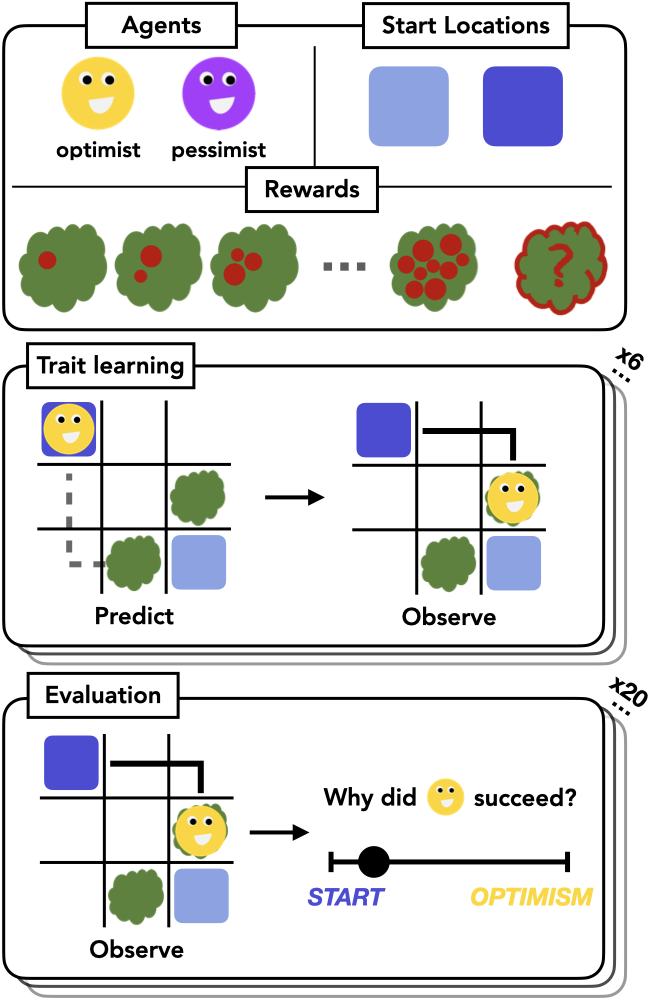 Agents
Start Locations
optimist
pessimist
Rewards
?
x6
...
Trait learning
Predict
Observe
x20
...
Evaluation
Observe
Why did succeed?
START
OPTIMISM